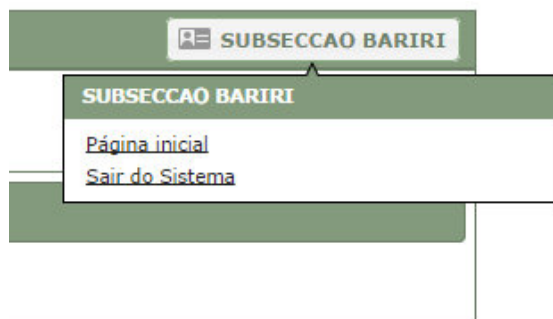 SUBSECCAO BARIRI
SUBSECCAO BARIRI
Página inicial
Sair do Sistema